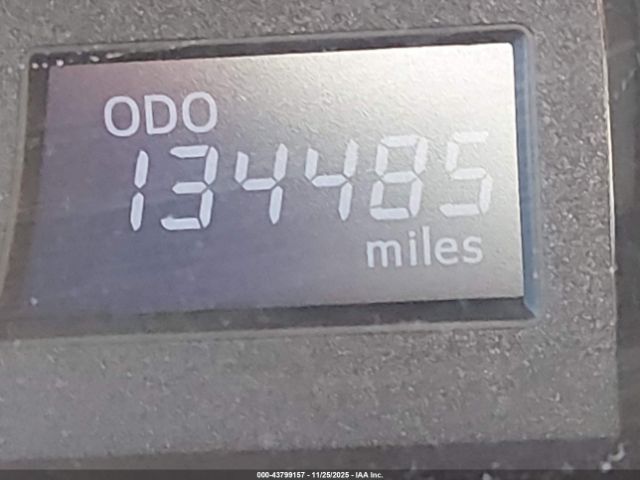 ODO
134485
miles
000-43799157 - 11/25/2025 - IAA Inc.